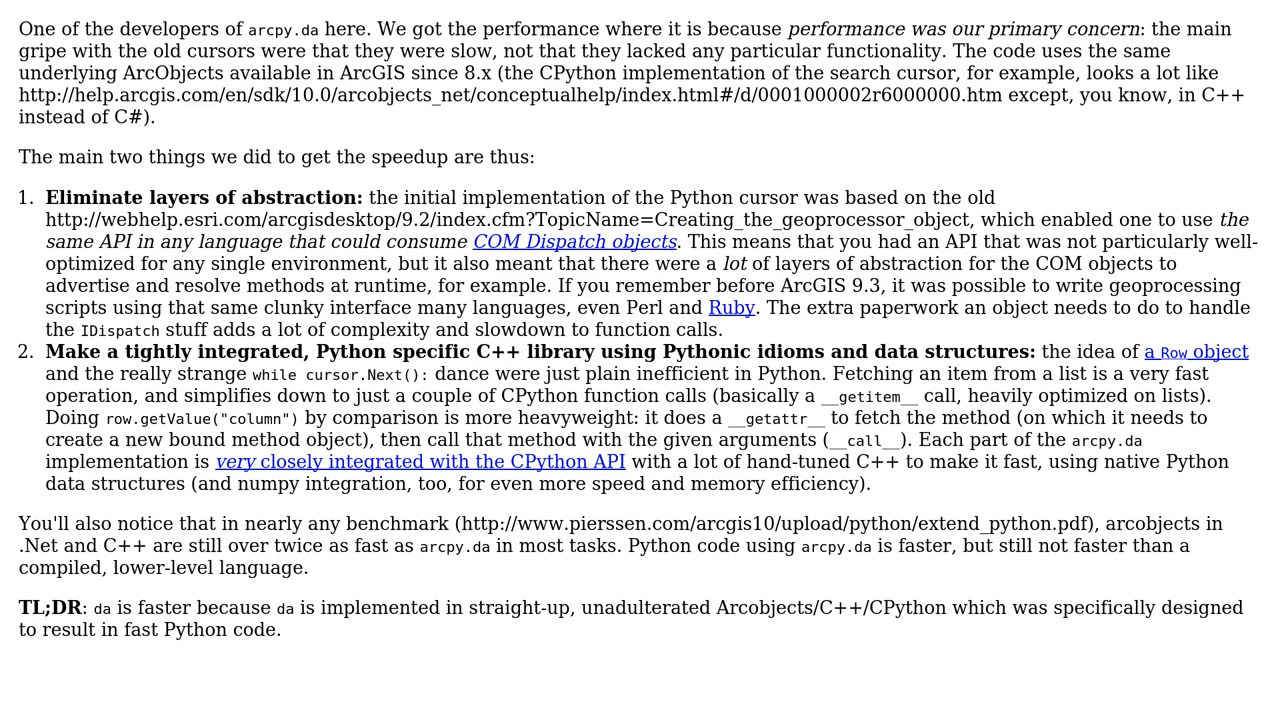 One of the developers of arcpy.da here. We got the performance where it is because performance was our primary concern: the main
gripe with the old cursors were that they were slow, not that they lacked any particular functionality. The code uses the same
underlying ArcObjects available in ArcGIS since 8.x (the CPython implementation of the search cursor, for example, looks a lot like
http://help.arcgis.com/en/sdk/10.0/arcobjects_net/conceptualhelp/index.html#/d/0001000002r6000000.htm except, you know, in C++
instead of C#).
The main two things we did to get the speedup are thus:
1. Eliminate layers of abstraction: the initial implementation of the Python cursor was based on the old
http://webhelp.esri.com/arcgisdesktop/9.2/index.cfm?TopicName=Creating_the_geoprocessor_object, which enabled one to use the
same API in any language that could consume COM Dispatch objects. This means that you had an API that was not particularly well-
optimized for any single environment, but it also meant that there were a lot of layers of abstraction for the COM objects to
advertise and resolve methods at runtime, for example. If you remember before ArcGIS 9.3, it was possible to write geoprocessing
scripts using that same clunky interface many languages, even Perl and Ruby. The extra paperwork an object needs to do to handle
the IDispatch stuff adds a lot of complexity and slowdown to function calls.
2. Make a tightly integrated, Python specific C++ library using Pythonic idioms and data structures: the idea of a Row object
and the really strange while cursor.Next(): dance were just plain inefficient in Python. Fetching an item from a list is a very fast
operation, and simplifies down to just a couple of CPython function calls (basically a __getitem__ call, heavily optimized on lists).
Doing row.getValue("column") by comparison is more heavyweight: it does a __getattr__ to fetch the method (on which it needs to
create a new bound method object), then call that method with the given arguments (__call__). Each part of the arcpy.da
implementation is very closely integrated with the CPython API with a lot of hand-tuned C++ to make it fast, using native Python
data structures (and numpy integration, too, for even more speed and memory efficiency).
You'll also notice that in nearly any benchmark (http://www.pierssen.com/arcgis10/upload/python/extend_python.pdf), arcobjects in
.Net and C++ are still over twice as fast as arcpy.da in most tasks. Python code using arcpy.da is faster, but still not faster than a
compiled, lower-level language.
TL;DR: da is faster because da is implemented in straight-up, unadulterated Arcobjects/C++/CPython which was specifically designed
to result in fast Python code.